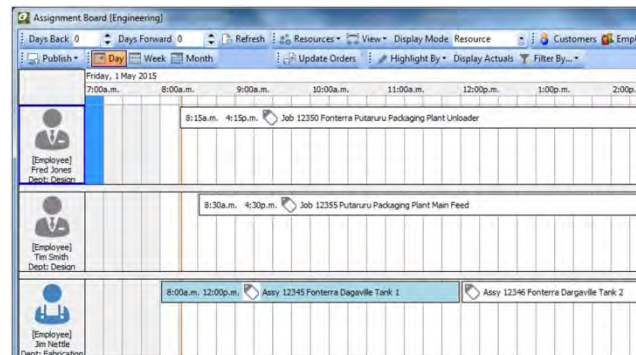 Assignment Board [Engineering]
Days Back 0 Days Forward 0 Refresh Resources View Display Mode Resource Customers Empl
Publish Day Week Month Update Orders Highlight By Display Actuals Filter By...
Friday, 1 May 2015
7:00a.m. 8:00a.m. 9:00a.m. 10:00a.m. 11:00a.m. 12:00p.m. 1:00p.m. 2:00p.
8:15a.m. 4:15p.m. Job 12350 Fonterra Putaruru Packaging Plant Unloader
[Employee]
Fred Jones
Dept: Design
8:30a.m. 4:30p.m. Job 12355 Putaruru Packaging Plant Main Feed
[Employee]
Tim Smith
Dept: Design
8:00a.m. 12:00p.m. Assy 12345 Fonterra Dagaville Tank 1 Assy 12346 Fonterra Dargaville Tank 2
[Employee]
Jim Nettle
Dept: Fabrication